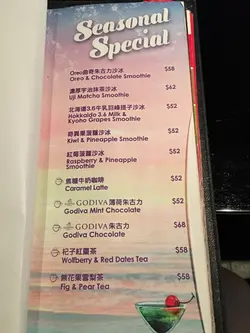 Seasonal
Special
Oreo曲奇朱古力沙冰 $58
Oreo & Chocolate Smoothie
濃厚宇治抹茶沙冰 $52
Uji Matcha Smoothie
北海道3.6牛乳巨峰提子沙冰 $52
Hokkaido 3.6 Milk &
Kyoho Grapes Smoothie
奇異果菠蘿沙冰 $52
Kiwi & Pineapple Smoothie
紅莓菠蘿沙冰 $52
Raspberry & Pineapple
Smoothie
焦糖牛奶咖啡 $52
Caramel Latte
GODIVA薄荷朱古力 $52
Godiva Mint Chocolate
GODIVA朱古力 $68
Godiva Chocolate
杞子紅棗茶 $58
Wolfberry & Red Dates Tea
無花果雪梨茶 $58
Fig & Pear Tea